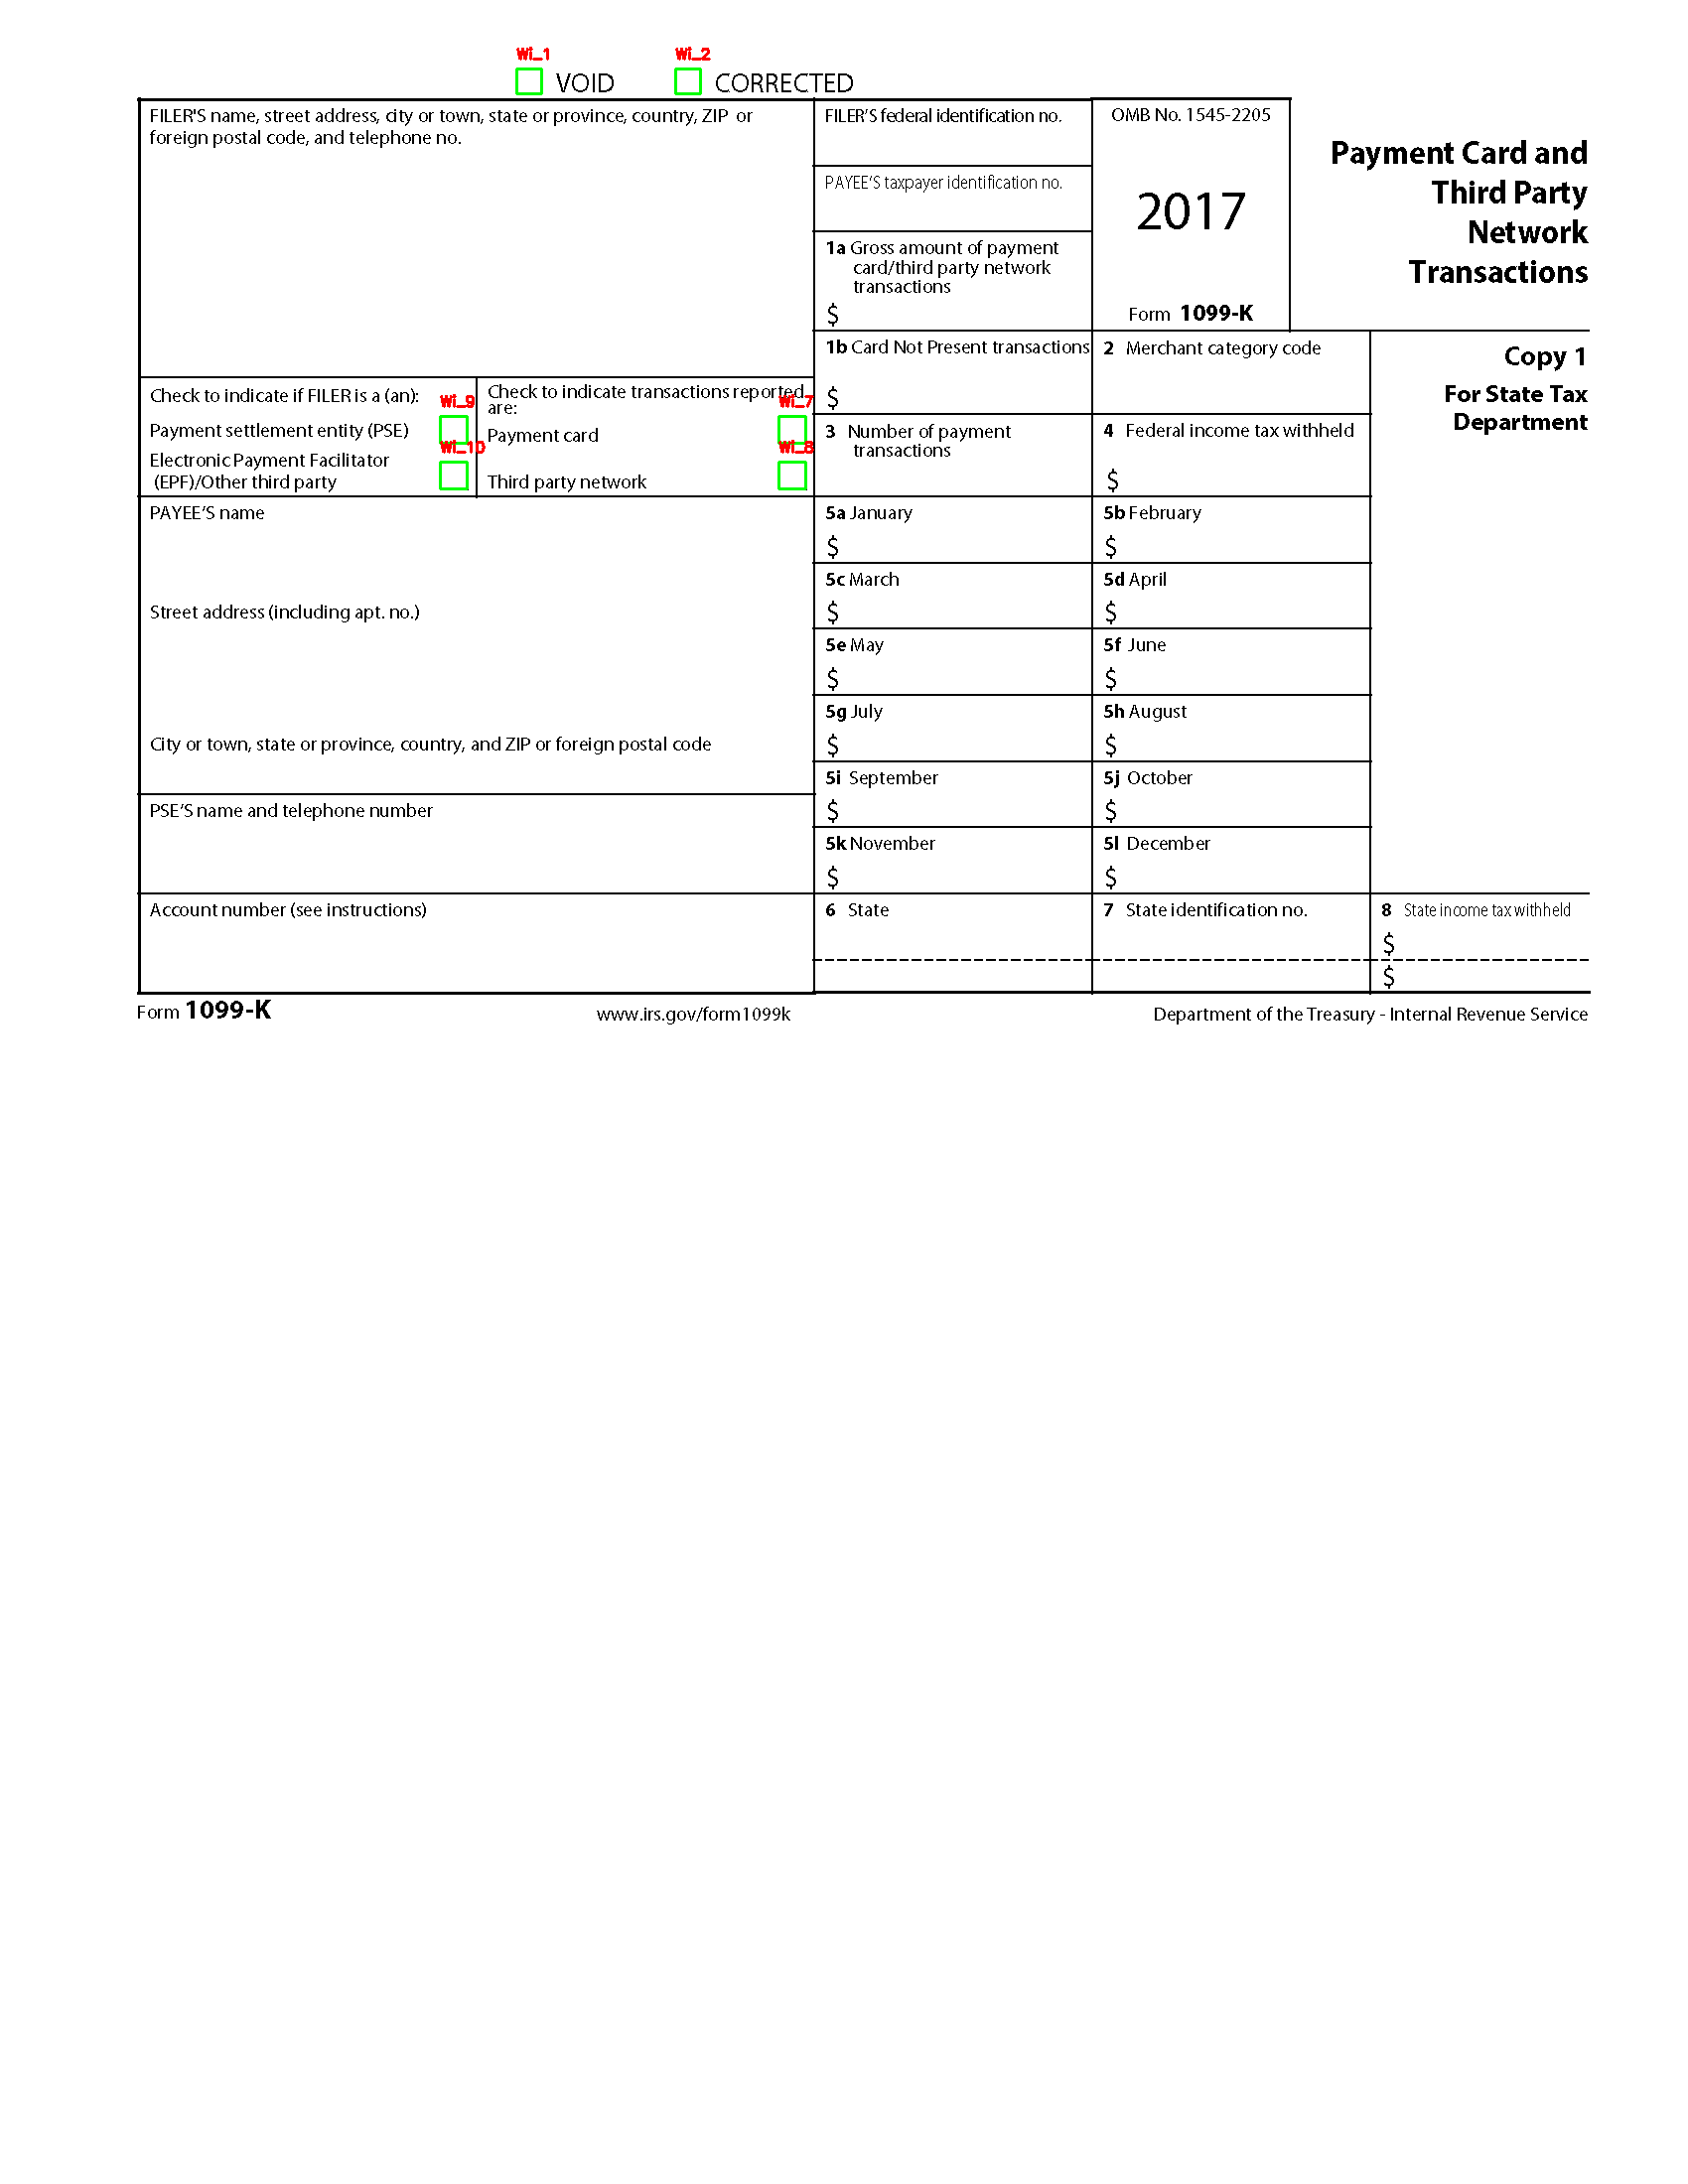 Wi_1 Wi_2
VOID CORRECTED
FILER'S name, street address, city or town, state or province, country, ZIP or
foreign postal code, and telephone no.
FILER'S federal identification no.
PAYEE'S taxpayer identification no.
1a Gross amount of payment
card/third party network
transactions
$
OMB No. 1545-2205
2017
Form 1099-K
Payment Card and
Third Party
Network
Transactions
1b Card Not Present transactions
$
2 Merchant category code
Copy 1
For State Tax
Department
Check to indicate if FILER is a (an):
Wi_9
Payment settlement entity (PSE)
Wi_10
Electronic Payment Facilitator
(EPF)/Other third party
Check to indicate transactions reported
are:
Wi_7
Payment card
Wi_8
Third party network
3 Number of payment
transactions
4 Federal income tax withheld
$
PAYEE'S name
Street address (including apt. no.)
City or town, state or province, country, and ZIP or foreign postal code
PSE'S name and telephone number
5a January
$
5b February
$
5c March
$
5d April
$
5e May
$
5f June
$
5g July
$
5h August
$
5i September
$
5j October
$
5k November
$
5l December
$
Account number (see instructions)
6 State
7 State identification no.
8 State income tax withheld
$
$
Form 1099-K
www.irs.gov/form1099k
Department of the Treasury - Internal Revenue Service